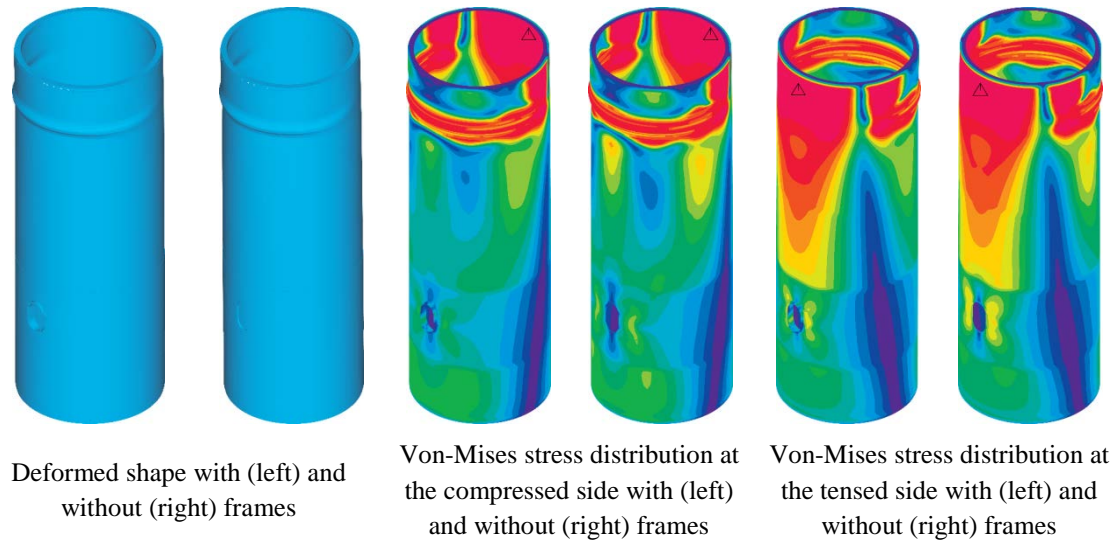 Deformed shape with (left) and
without (right) frames
Von-Mises stress distribution at
the compressed side with (left)
and without (right) frames
Von-Mises stress distribution at
the tensed side with (left) and
without (right) frames